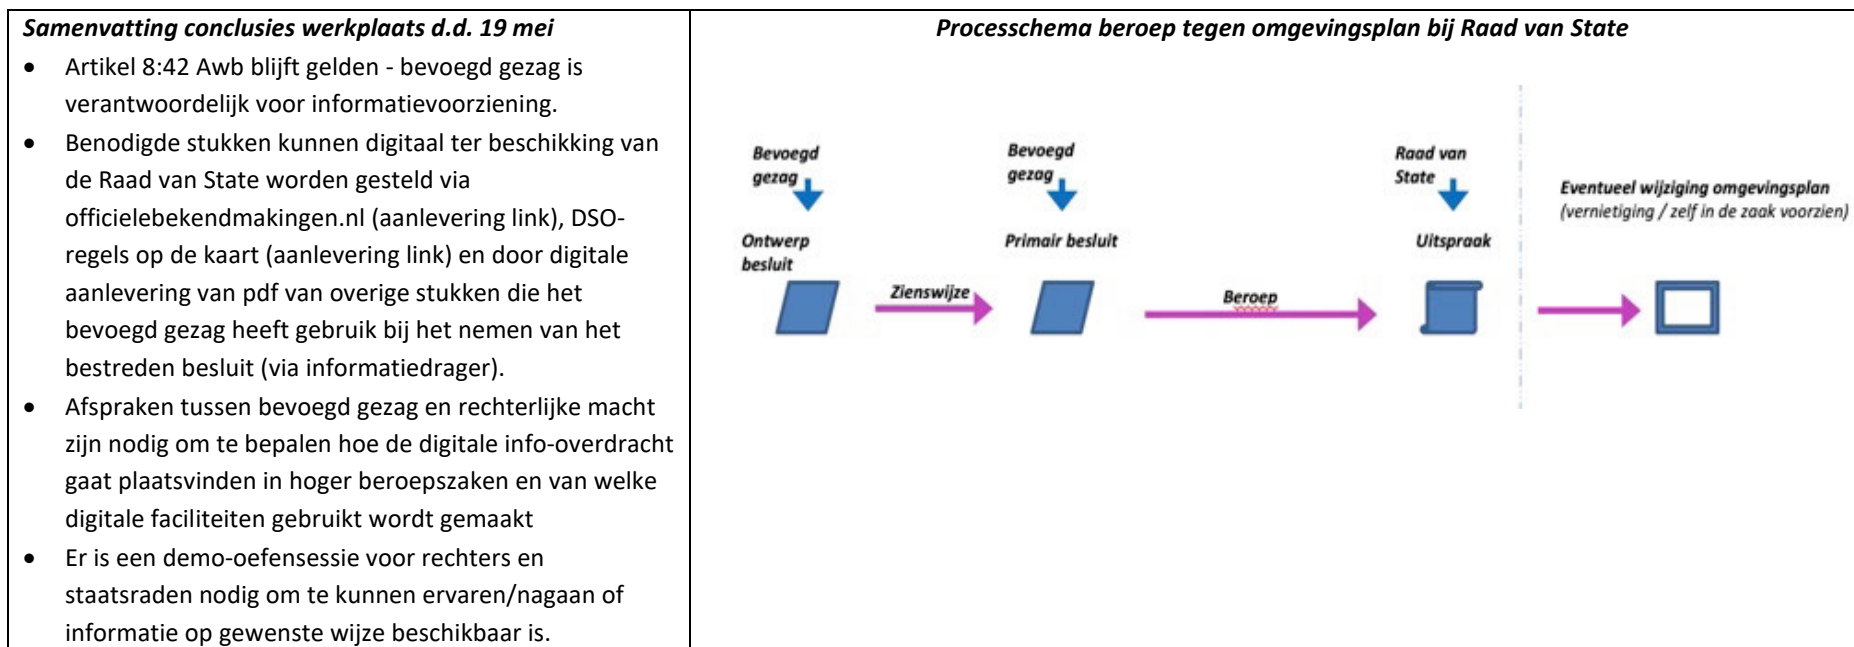 Samenvatting conclusies werkplaats d.d. 19 mei
• Artikel 8:42 Awb blijft gelden - bevoegd gezag is
verantwoordelijk voor informatievoorziening.
• Benodigde stukken kunnen digitaal ter beschikking van
de Raad van State worden gesteld via
officielebekendmakingen.nl (aanlevering link), DSO-
regels op de kaart (aanlevering link) en door digitale
aanlevering van pdf van overige stukken die het
bevoegd gezag heeft gebruik bij het nemen van het
bestreden besluit (via informatiedrager).
• Afspraken tussen bevoegd gezag en rechterlijke macht
zijn nodig om te bepalen hoe de digitale info-overdracht
gaat plaatsvinden in hoger beroepszaken en van welke
digitale faciliteiten gebruikt wordt gemaakt
• Er is een demo-oefensessie voor rechters en
staatsraden nodig om te kunnen ervaren/nagaan of
informatie op gewenste wijze beschikbaar is.
Processchema beroep tegen omgevingsplan bij Raad van State
Bevoegd
gezag
Ontwerp
besluit
Zienswijze
Bevoegd
gezag
Primair besluit
Beroep
Raad van
State
Uitspraak
Eventueel wijziging omgevingsplan
(vernietiging / zelf in de zaak voorzien)